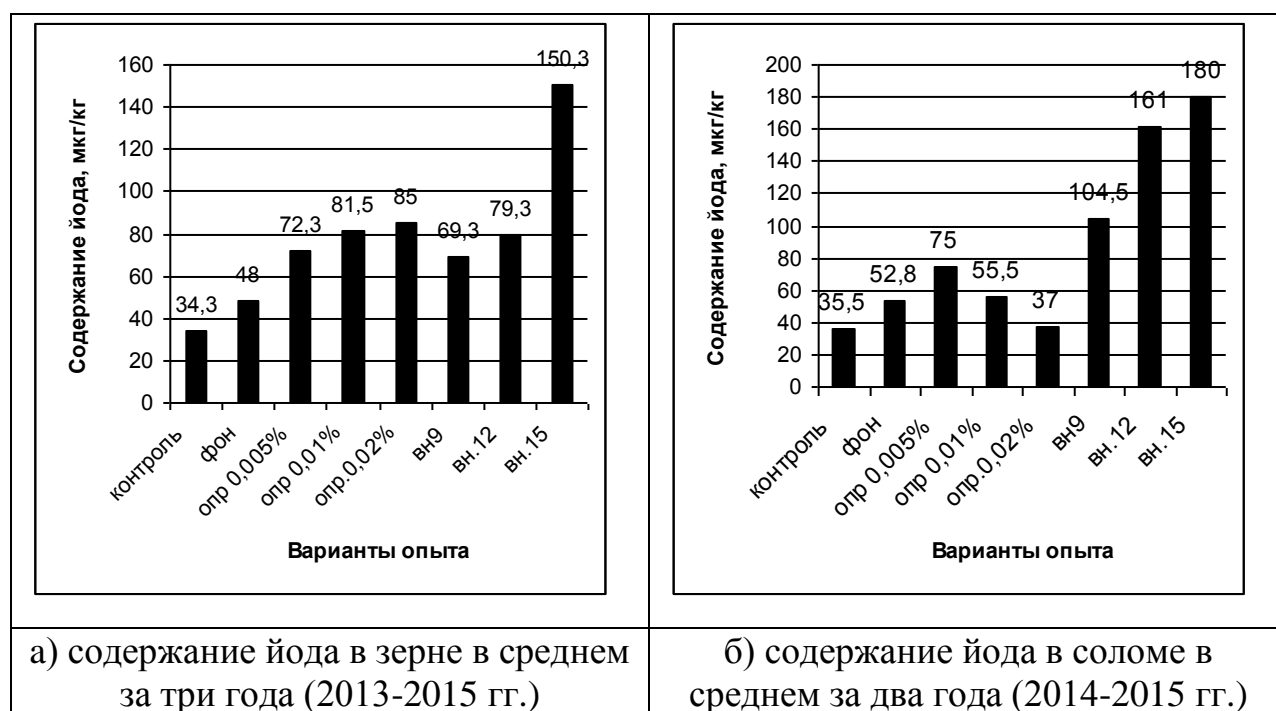 Содержание йода, мкг/кг
160
140
120
100
80
60
40
20
0
34,3
48
72,3
81,5
85
69,3
79,3
150,3
контроль
фон
опр 0,005%
опр 0,01%
опр.0,02%
вн9
вн.12
вн.15
Варианты опыта
Содержание йода, мкг/кг
200
180
160
140
120
100
80
60
40
20
0
35,5
52,8
75
55,5
37
104,5
161
180
контроль
фон
опр 0,005%
опр 0,01%
опр.0,02%
вн9
вн.12
вн.15
Варианты опыта
а) содержание йода в зерне в среднем
за три года (2013-2015 гг.)
б) содержание йода в соломе в
среднем за два года (2014-2015 гг.)